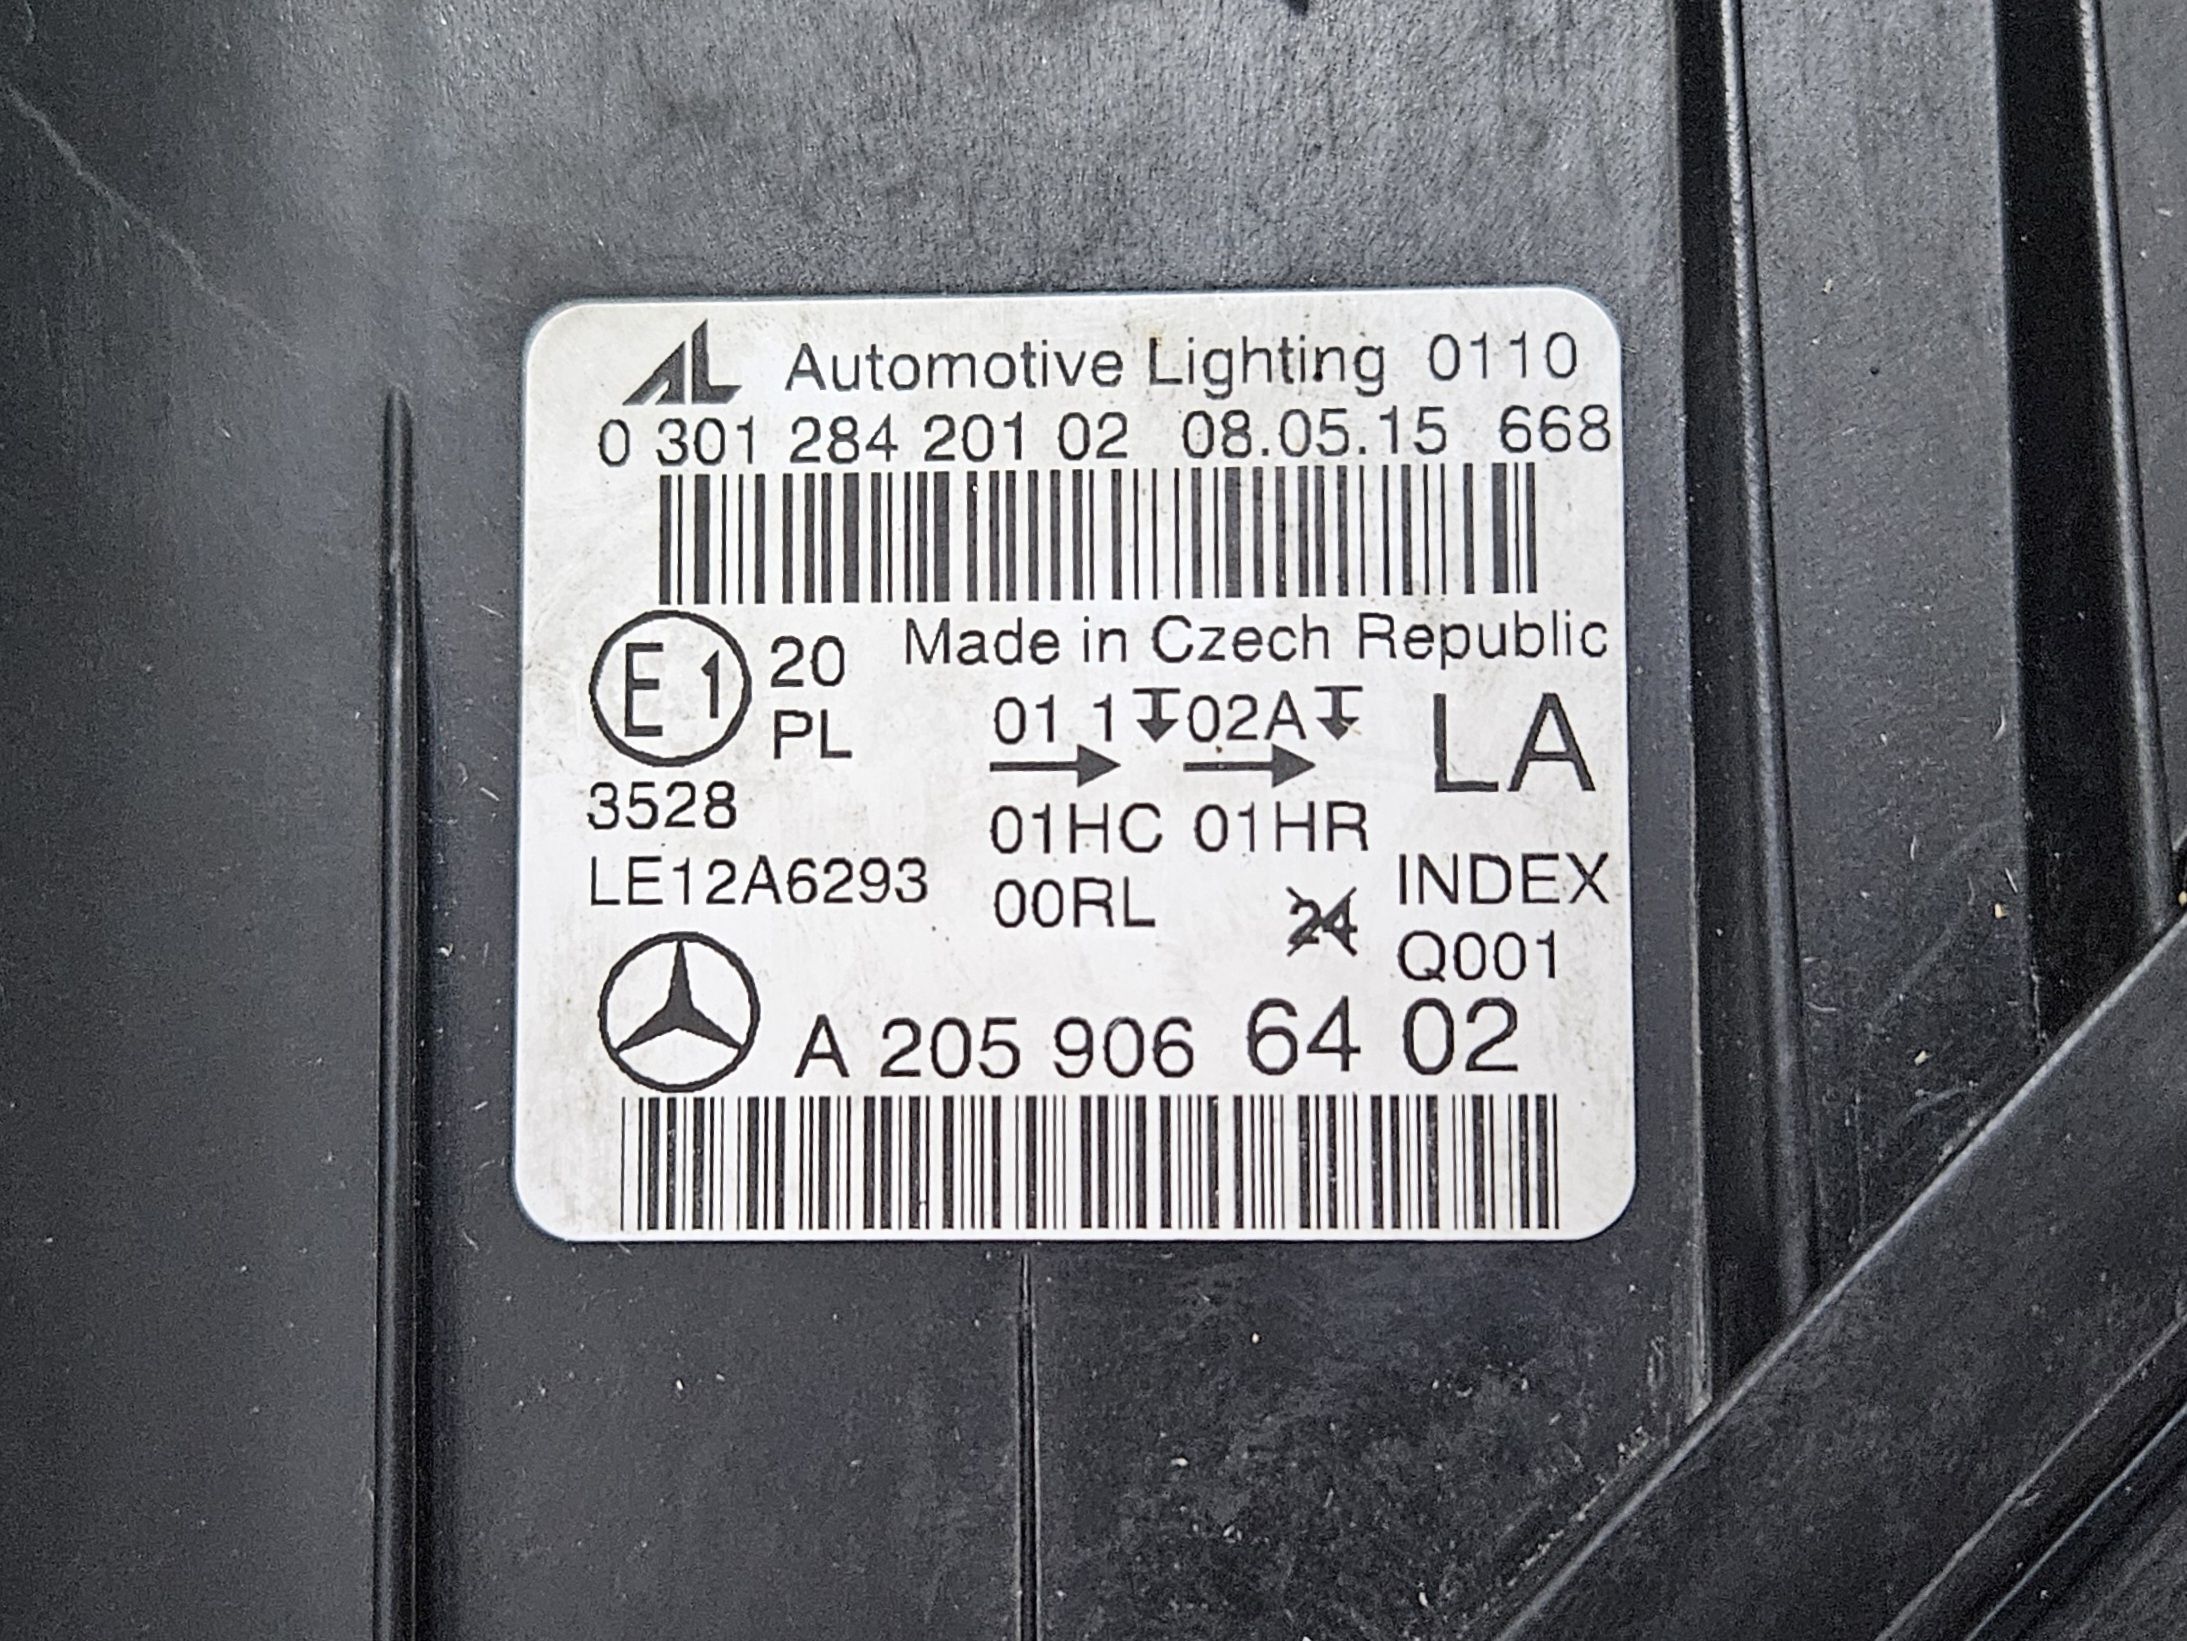 AL Automotive Lighting 0110
0 301 284 201 02 08.05.15 668
E1 20 Made in Czech Republic
PL 01 1 02A LA
3528 01HC 01HR
LE12A6293 00RL 24 INDEX
Q001
A 205 906 64 02